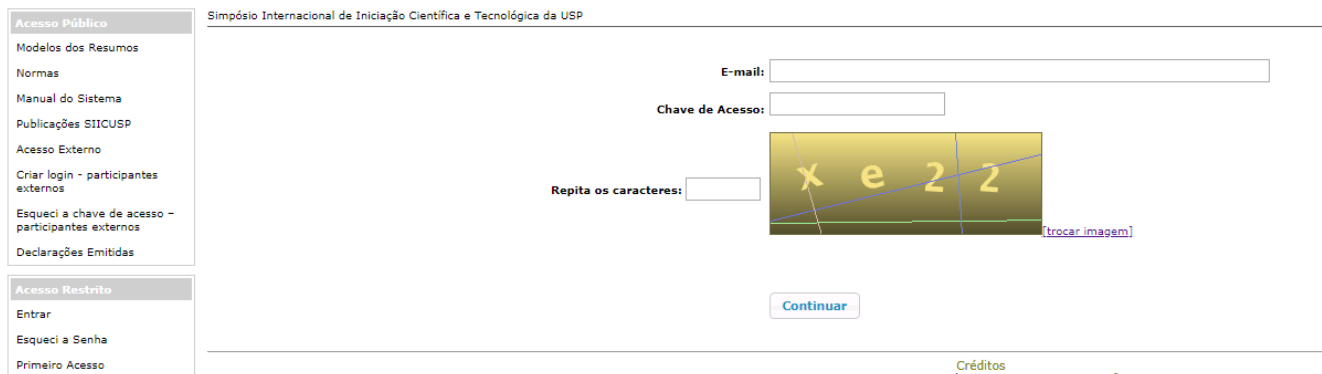 Acesso Público
Modelos dos Resumos
Normas
Manual do Sistema
Publicações SIICUSP
Acesso Externo
Criar login - participantes
externos
Esqueci a chave de acesso –
participantes externos
Declarações Emitidas
Acesso Restrito
Entrar
Esqueci a Senha
Primeiro Acesso
Simpósio Internacional de Iniciação Científica e Tecnológica da USP
E-mail:
Chave de Acesso:
Repita os caracteres:
xe22
[trocar imagem]
Continuar
Créditos